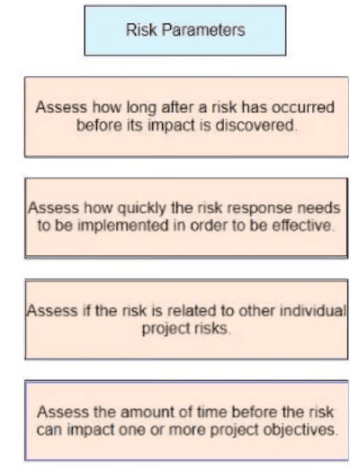 Risk Parameters
Assess how long after a risk has occurred
before its impact is discovered.
Assess how quickly the risk response needs
to be implemented in order to be effective.
Assess if the risk is related to other individual
project risks.
Assess the amount of time before the risk
can impact one or more project objectives.